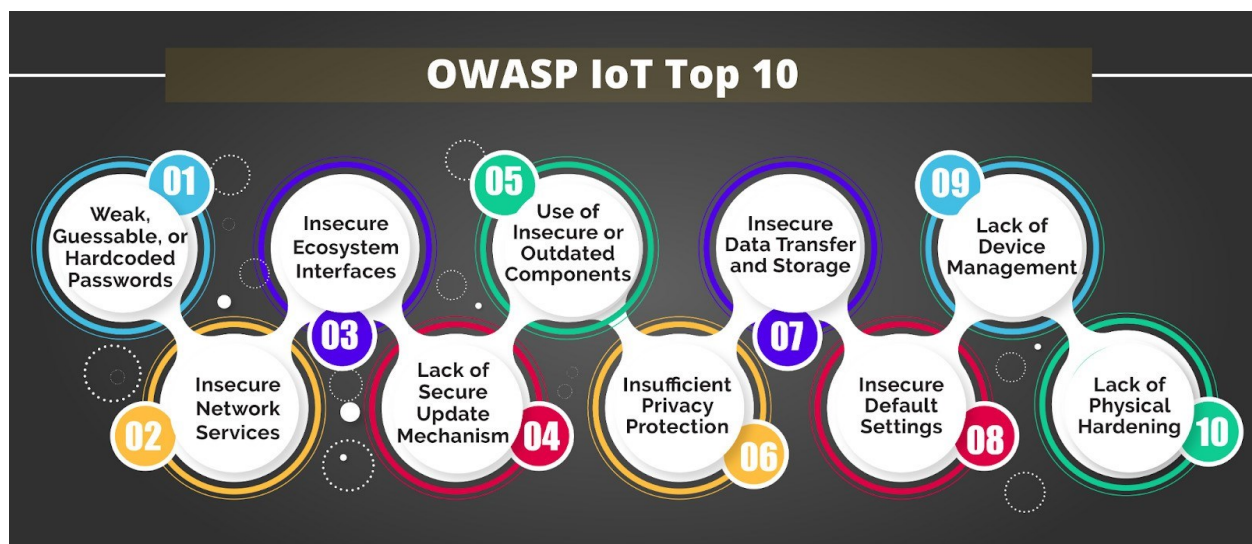 OWASP IoT Top 10
01
Weak,
Guessable, or
Hardcoded
Passwords
02
Insecure
Network
Services
03
Insecure
Ecosystem
Interfaces
04
Lack of
Secure
Update
Mechanism
05
Use of
Insecure or
Outdated
Components
06
Insufficient
Privacy
Protection
07
Insecure
Data Transfer
and Storage
08
Insecure
Default
Settings
09
Lack of
Device
Management
10
Lack of
Physical
Hardening